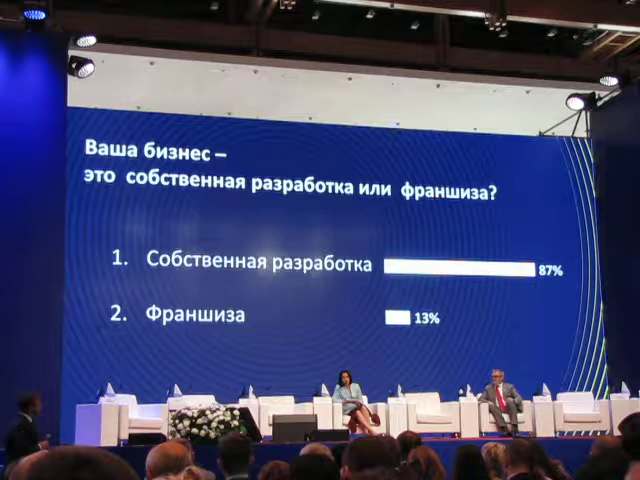 Ваша бизнес –
это собственная разработка или франшиза?
1. Собственная разработка 87%
2. Франшиза 13%